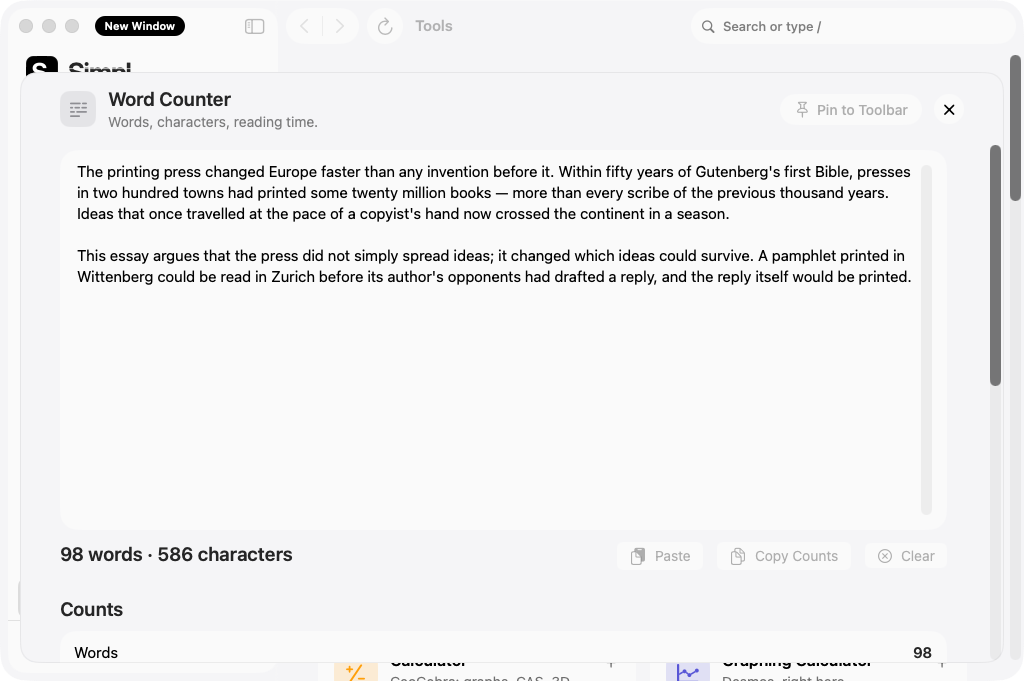 New Window
Tools
Search or type /
Word Counter
Words, characters, reading time.
Pin to Toolbar
The printing press changed Europe faster than any invention before it. Within fifty years of Gutenberg's first Bible, presses
in two hundred towns had printed some twenty million books — more than every scribe of the previous thousand years.
Ideas that once travelled at the pace of a copyist's hand now crossed the continent in a season.
This essay argues that the press did not simply spread ideas; it changed which ideas could survive. A pamphlet printed in
Wittenberg could be read in Zurich before its author's opponents had drafted a reply, and the reply itself would be printed.
98 words · 586 characters
Paste
Copy Counts
Clear
Counts
Words 98
Calculator
Graphing Calculator